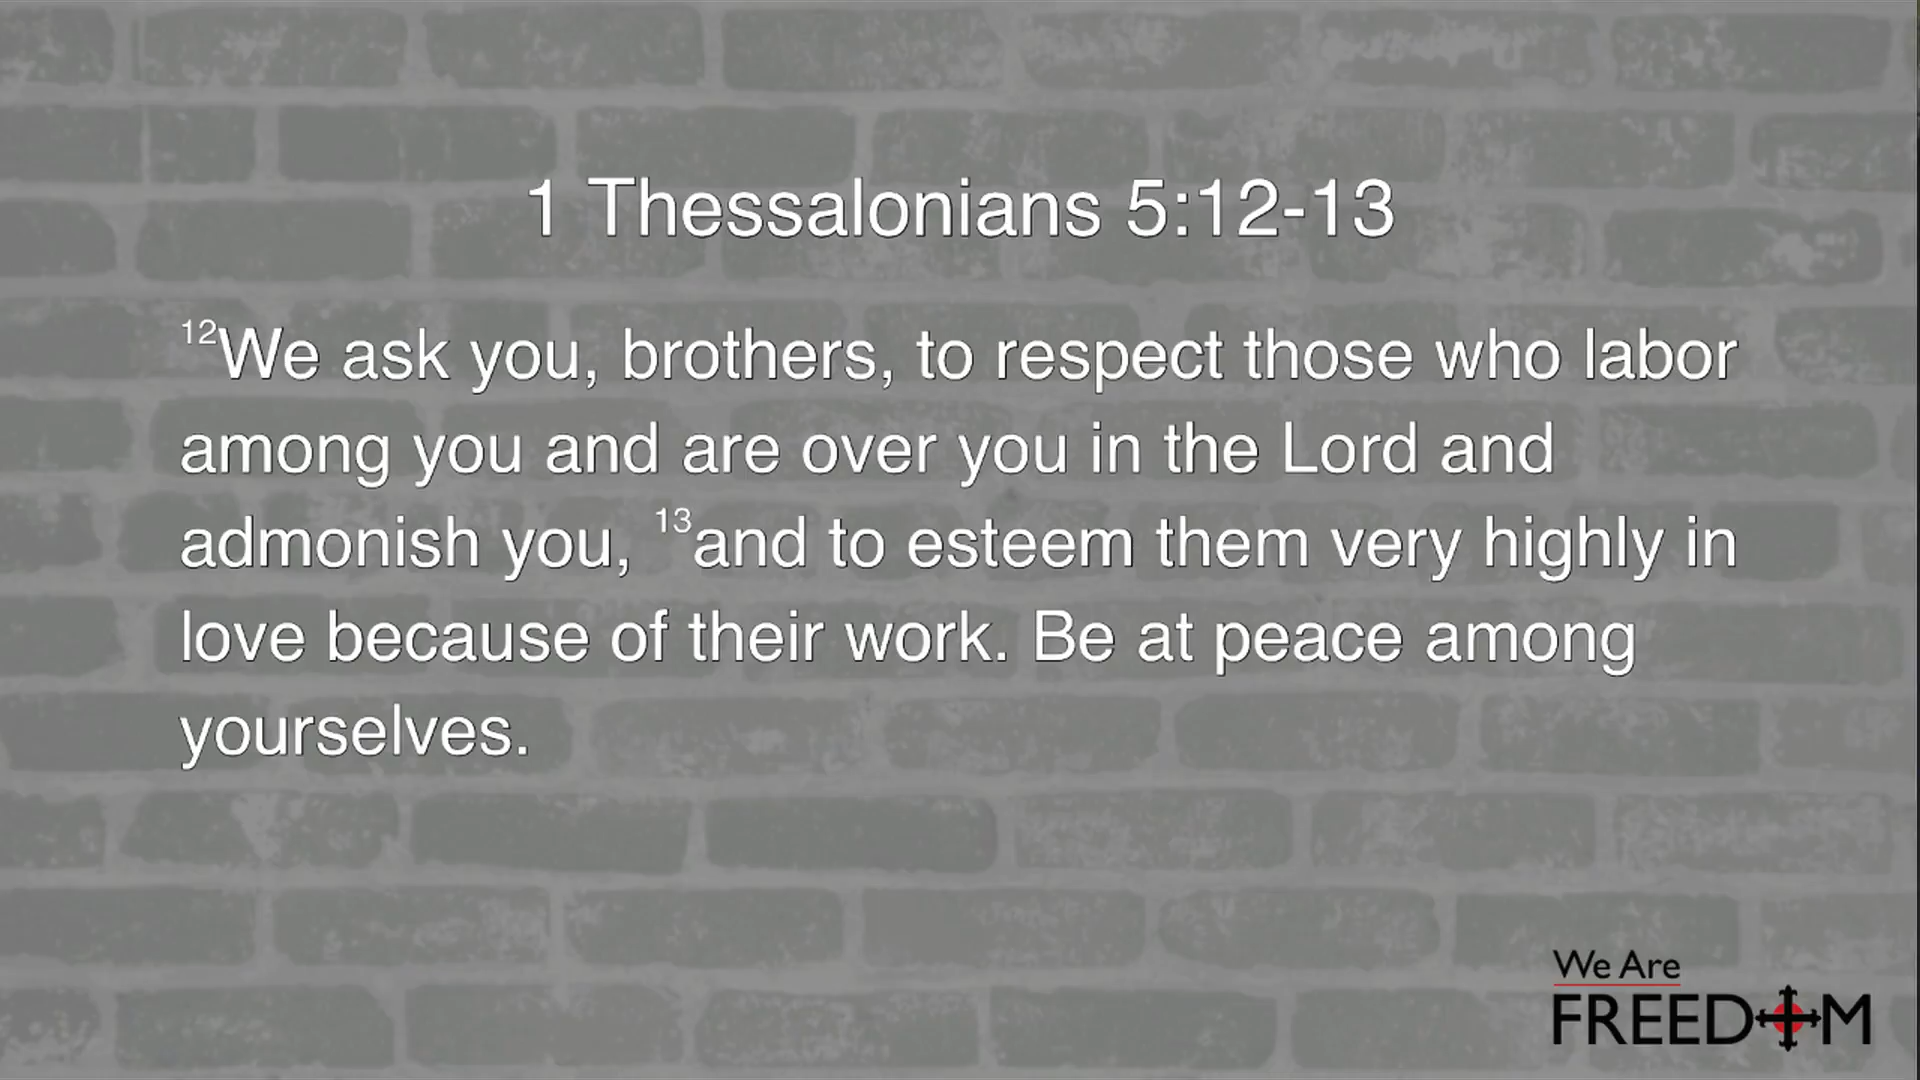 1 Thessalonians 5:12-13
12We ask you, brothers, to respect those who labor
among you and are over you in the Lord and
admonish you, 13and to esteem them very highly in
love because of their work. Be at peace among
yourselves.
We Are
FREEDOM